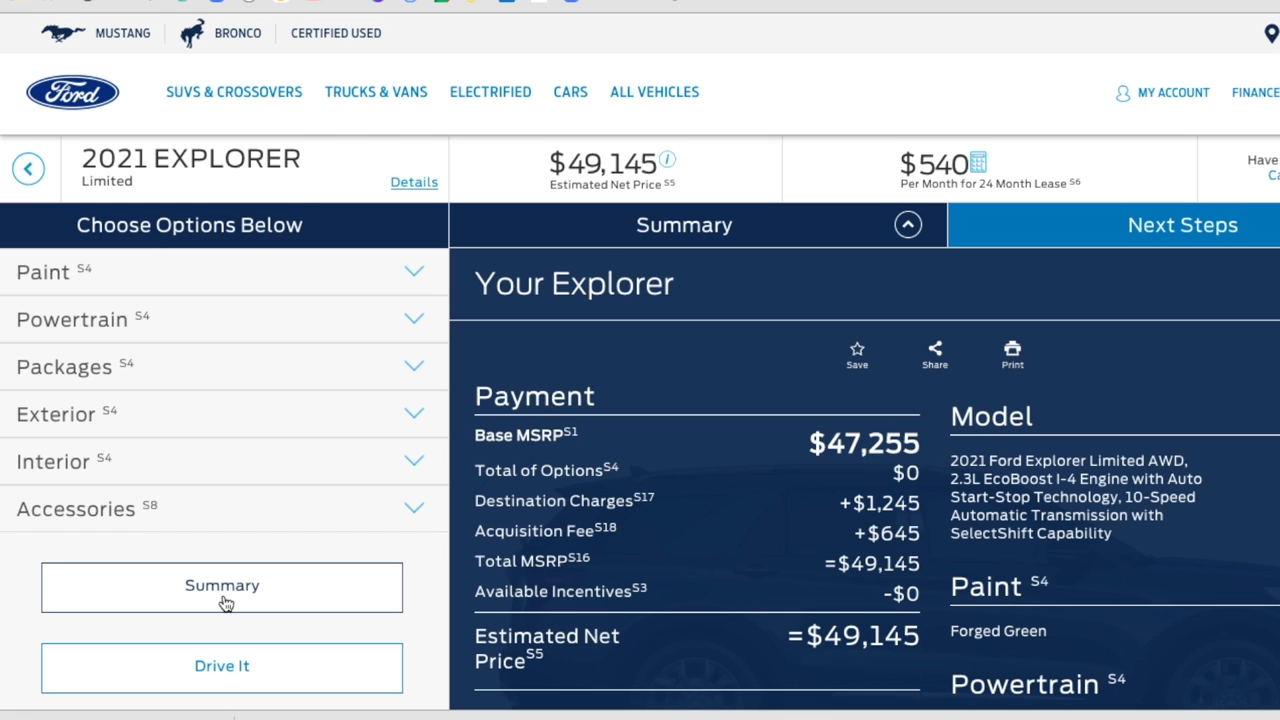 MUSTANG
BRONCO
CERTIFIED USED
Ford
SUVS & CROSSOVERS
TRUCKS & VANS
ELECTRIFIED
CARS
ALL VEHICLES
MY ACCOUNT
FINANCE
2021 EXPLORER
Limited
Details
$49,145
Estimated Net Price S5
$540
Per Month for 24 Month Lease S6
Have
Ca
Choose Options Below
Summary
Next Steps
Paint S4
Powertrain S4
Packages S4
Exterior S4
Interior S4
Accessories S8
Summary
Drive It
Your Explorer
Save
Share
Print
Payment
Base MSRP S1 $47,255
Total of Options S4 $0
Destination Charges S17 +$1,245
Acquisition Fee S18 +$645
Total MSRP S16 =$49,145
Available Incentives S3 -$0
Estimated Net
Price S5 =$49,145
Model
2021 Ford Explorer Limited AWD,
2.3L EcoBoost I-4 Engine with Auto
Start-Stop Technology, 10-Speed
Automatic Transmission with
SelectShift Capability
Paint S4
Forged Green
Powertrain S4